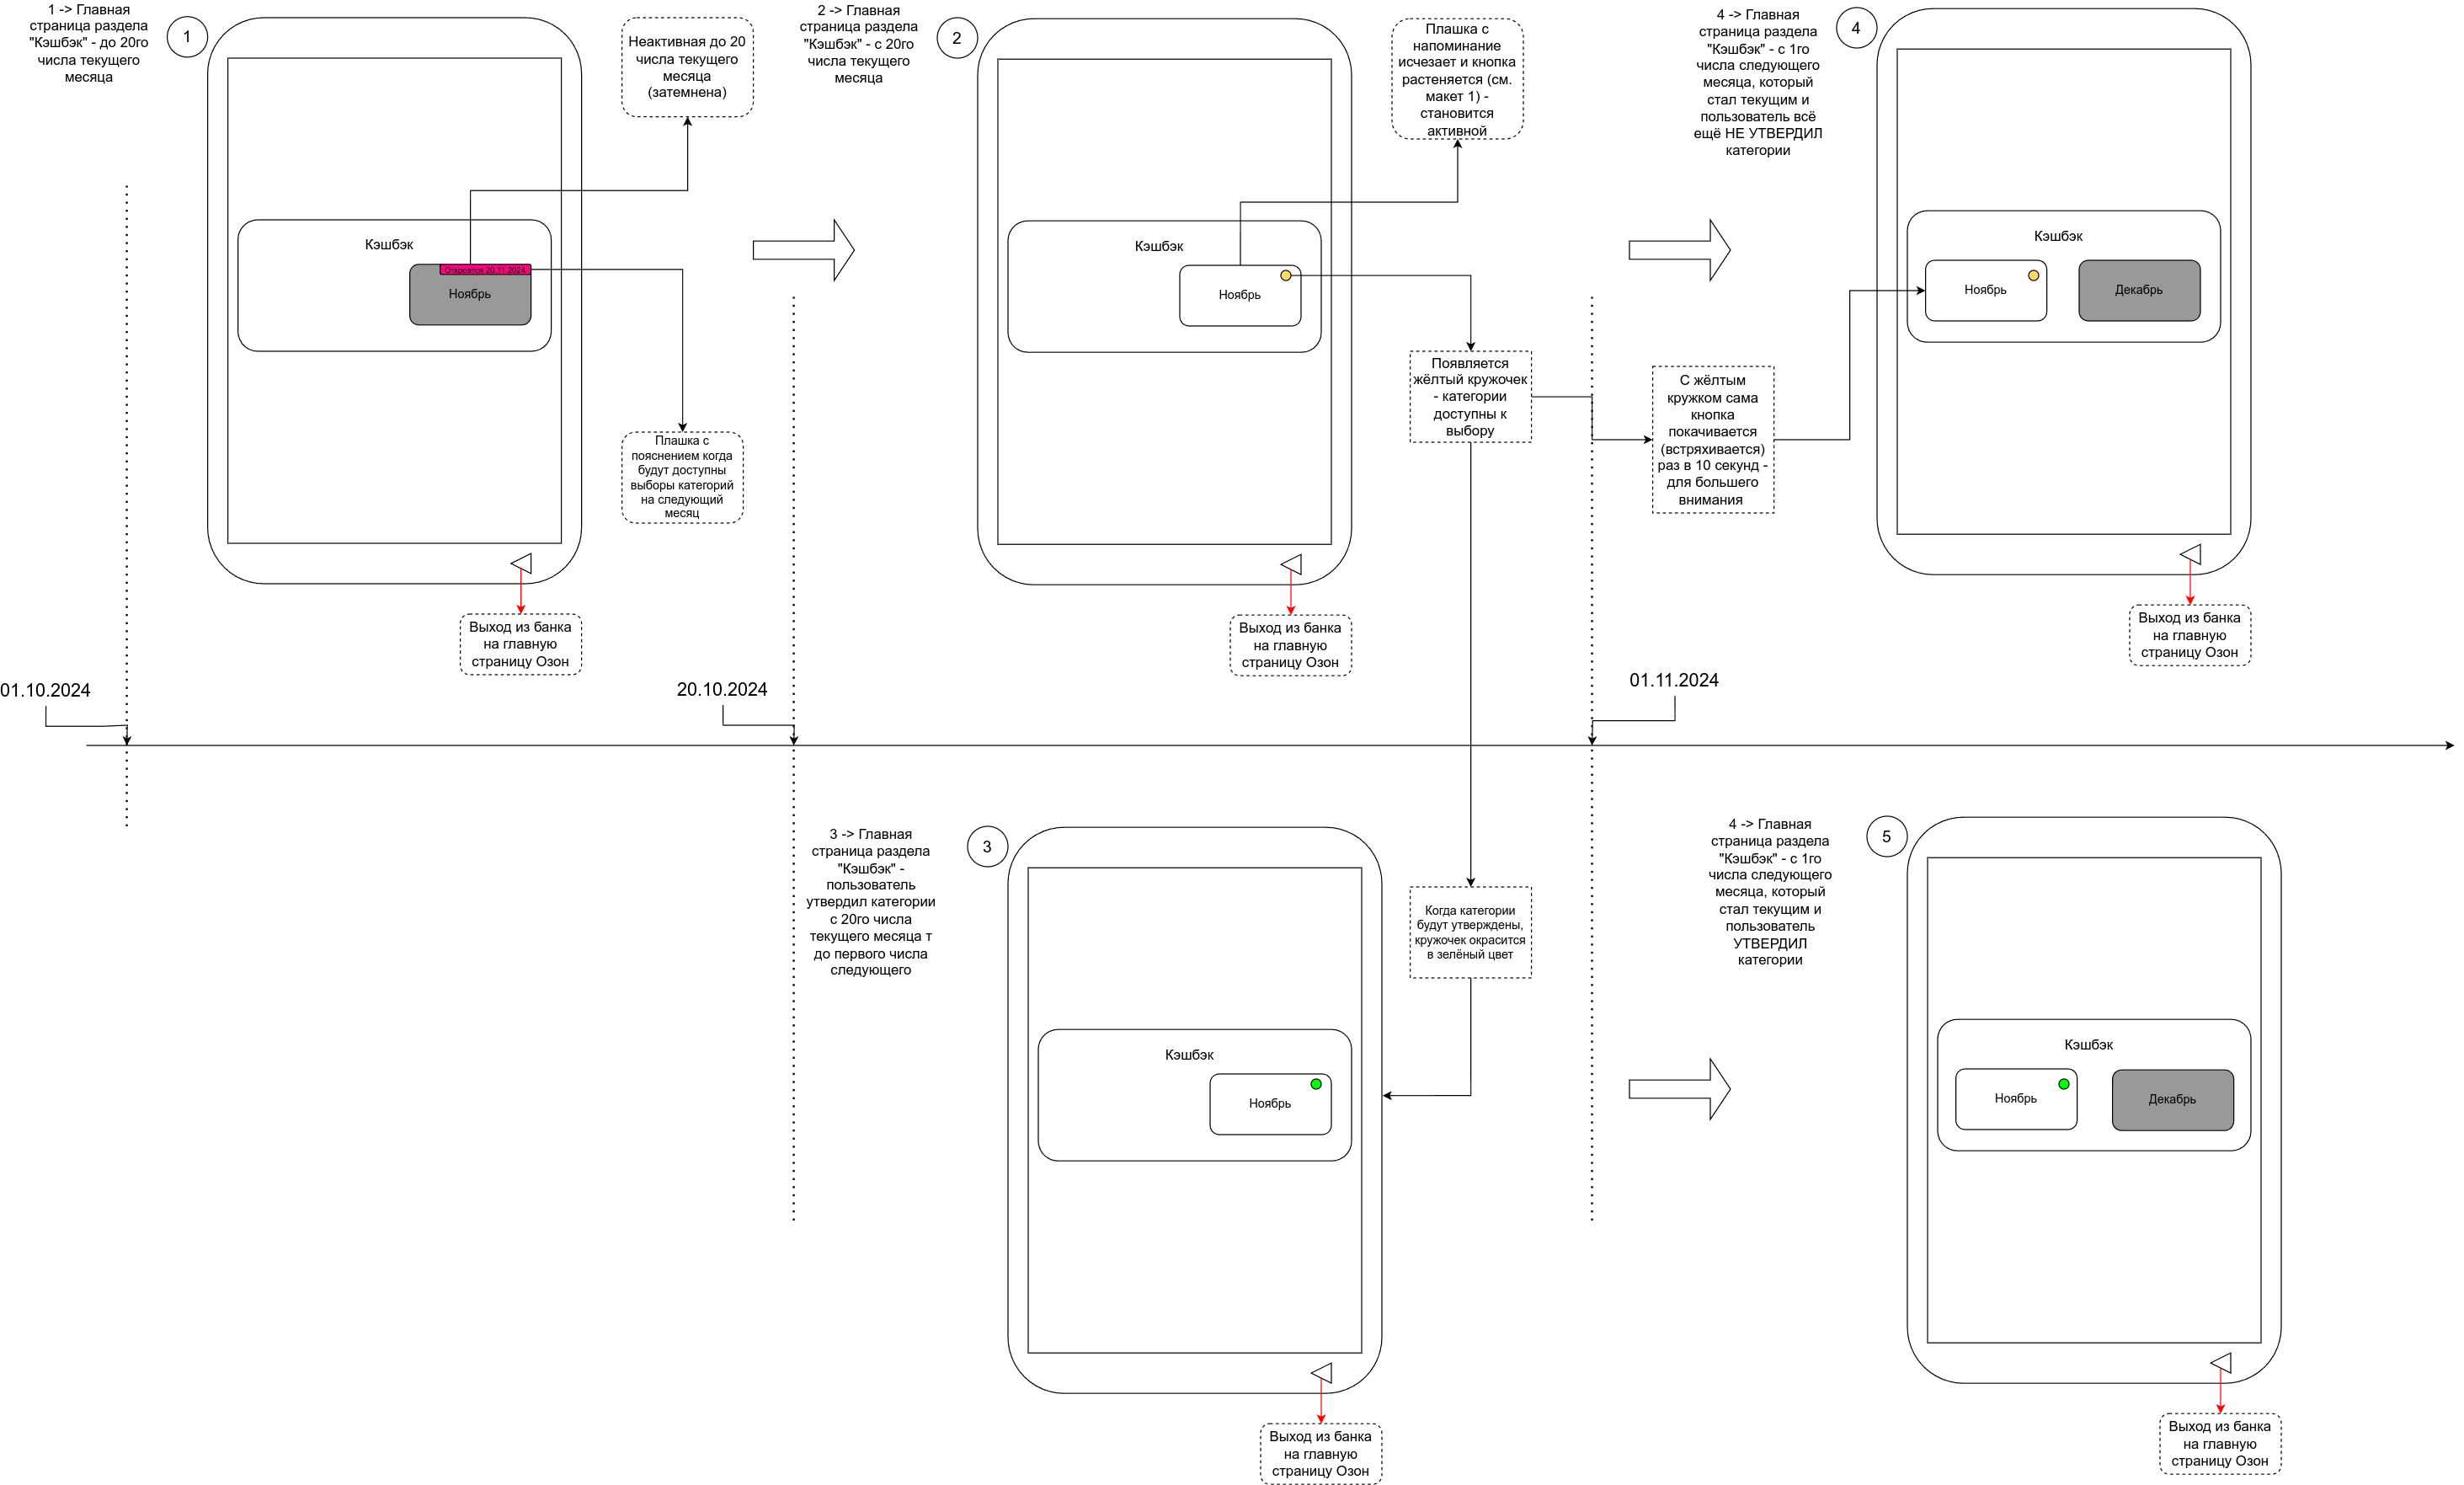 1 -> Главная
страница раздела
"Кэшбэк" - до 20го
числа текущего
месяца
1
Неактивная до 20
числа текущего
месяца
(затемнена)
Кэшбэк
Откроется 20.11.2024
Ноябрь
Плашка с
пояснением когда
будут доступны
выборы категорий
на следующий
месяц
Выход из банка
на главную
страницу Озон
2 -> Главная
страница раздела
"Кэшбэк" - с 20го
числа текущего
месяца
2
Плашка с
напоминание
исчезает и кнопка
растеняется (см.
макет 1) -
становится
активной
Кэшбэк
Ноябрь
Появляется
жёлтый кружочек
- категории
доступны к
выбору
Выход из банка
на главную
страницу Озон
4 -> Главная
страница раздела
"Кэшбэк" - с 1го
числа следующего
месяца, который
стал текущим и
пользователь всё
ещё НЕ УТВЕРДИЛ
категории
4
С жёлтым
кружком сама
кнопка
покачивается
(встряхивается)
раз в 10 секунд -
для большего
внимания
Кэшбэк
Ноябрь
Декабрь
Выход из банка
на главную
страницу Озон
01.10.2024
20.10.2024
01.11.2024
3 -> Главная
страница раздела
"Кэшбэк" -
пользователь
утвердил категории
с 20го числа
текущего месяца т
до первого числа
следующего
3
Когда категории
будут утверждены,
кружочек окрасится
в зелёный цвет
Кэшбэк
Ноябрь
Выход из банка
на главную
страницу Озон
4 -> Главная
страница раздела
"Кэшбэк" - с 1го
числа следующего
месяца, который
стал текущим и
пользователь
УТВЕРДИЛ
категории
5
Кэшбэк
Ноябрь
Декабрь
Выход из банка
на главную
страницу Озон